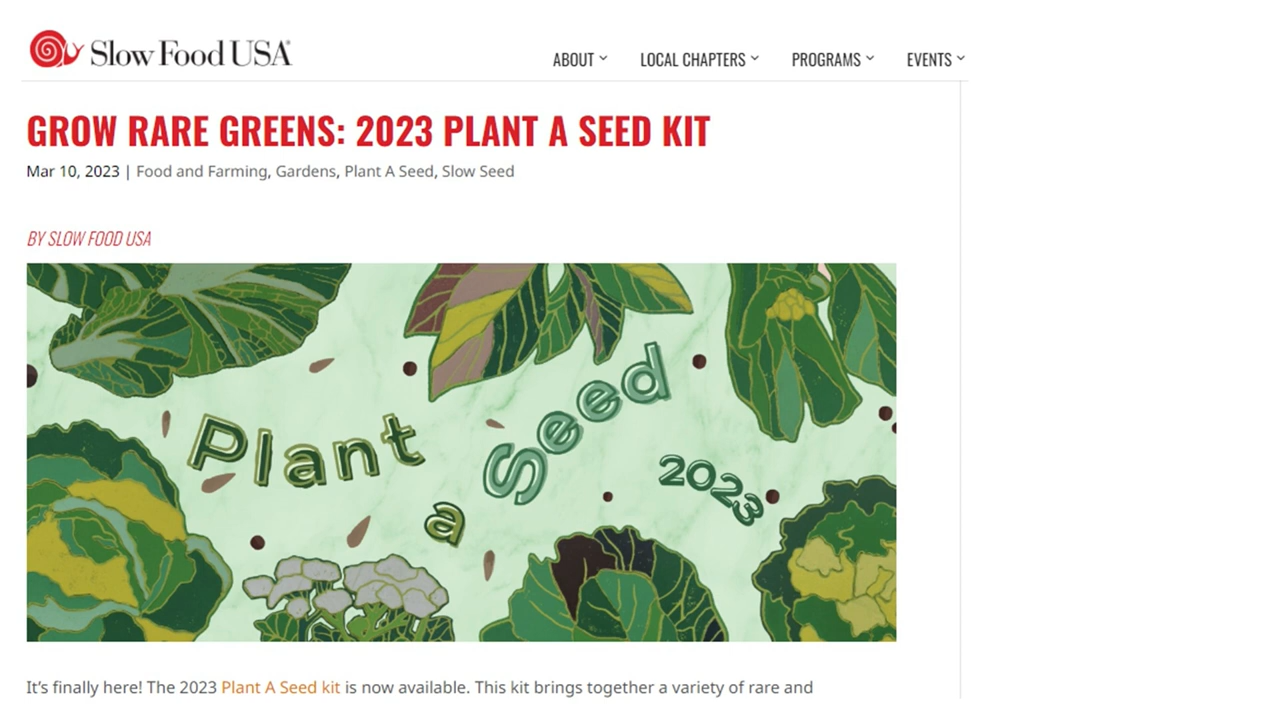 Slow Food USA®
ABOUT LOCAL CHAPTERS PROGRAMS EVENTS
GROW RARE GREENS: 2023 PLANT A SEED KIT
Mar 10, 2023 | Food and Farming, Gardens, Plant A Seed, Slow Seed
BY SLOW FOOD USA
Plant
a
Seed
2023
It’s finally here! The 2023 Plant A Seed kit is now available. This kit brings together a variety of rare and